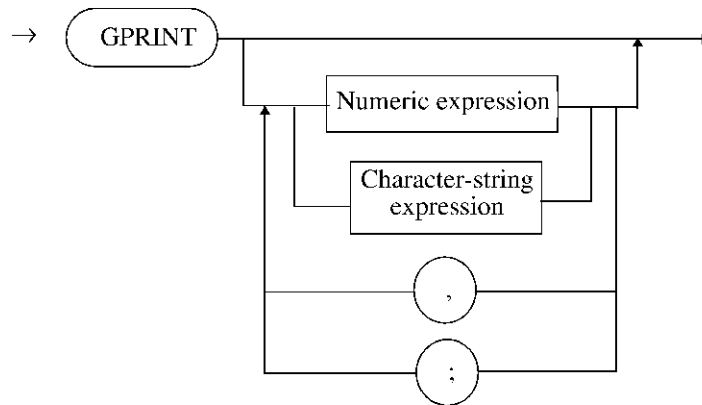 GPRINT
Numeric expression
Character-string
expression
,
;